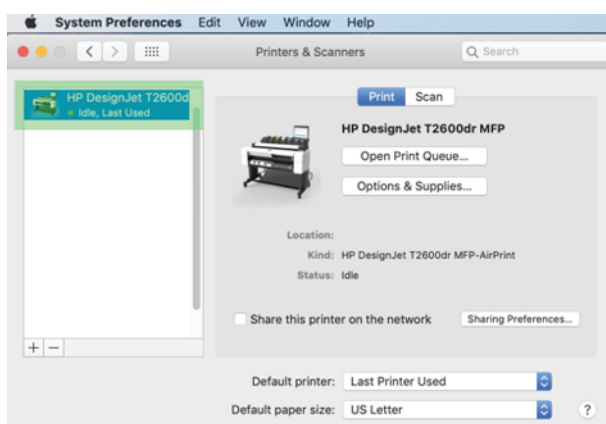 System Preferences Edit View Window Help
Printers & Scanners
Search
HP DesignJet T2600d
Idle, Last Used
Print Scan
HP DesignJet T2600dr MFP
Open Print Queue...
Options & Supplies...
Location:
Kind: HP DesignJet T2600dr MFP-AirPrint
Status: Idle
Share this printer on the network Sharing Preferences...
+ −
Default printer: Last Printer Used
Default paper size: US Letter
?